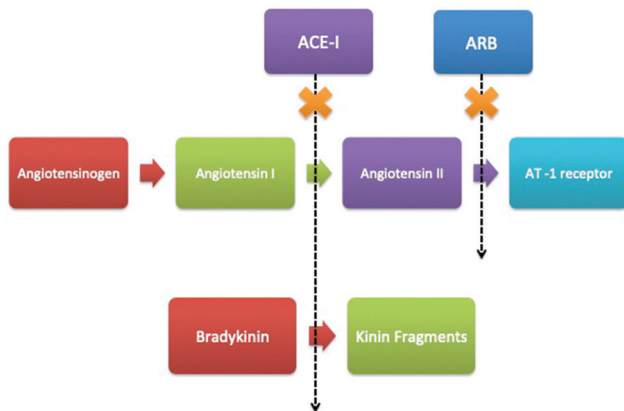 ACE-I
ARB
Angiotensinogen
Angiotensin I
Angiotensin II
AT -1 receptor
Bradykinin
Kinin Fragments